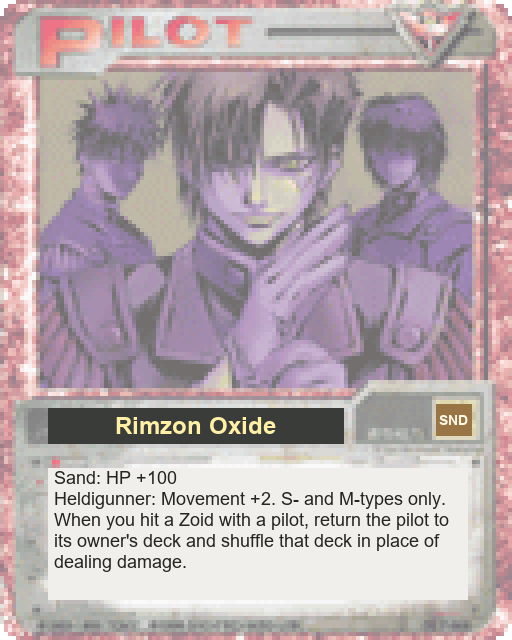 PILOT
Rimzon Oxide
SND
Sand: HP +100
Heldigunner: Movement +2. S- and M-types only.
When you hit a Zoid with a pilot, return the pilot to
its owner's deck and shuffle that deck in place of
dealing damage.